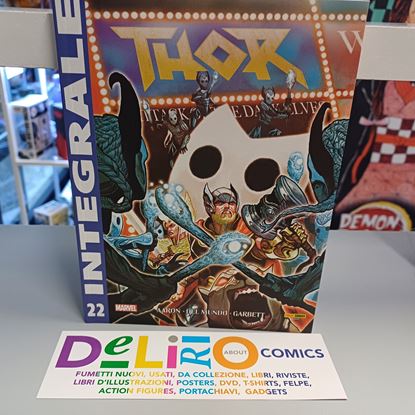 INTEGRALE
22
THOR
MARVEL
AARON • DEL MUNDO • GARBETT
DELIRIO ABOUT COMICS
FUMETTI NUOVI, USATI, DA COLLEZIONE, LIBRI, RIVISTE,
LIBRI D'ILLUSTRAZIONI, POSTERS, DVD, T-SHIRTS, FELPE,
ACTION FIGURES, PORTACHIAVI, GADGETS
DEMON